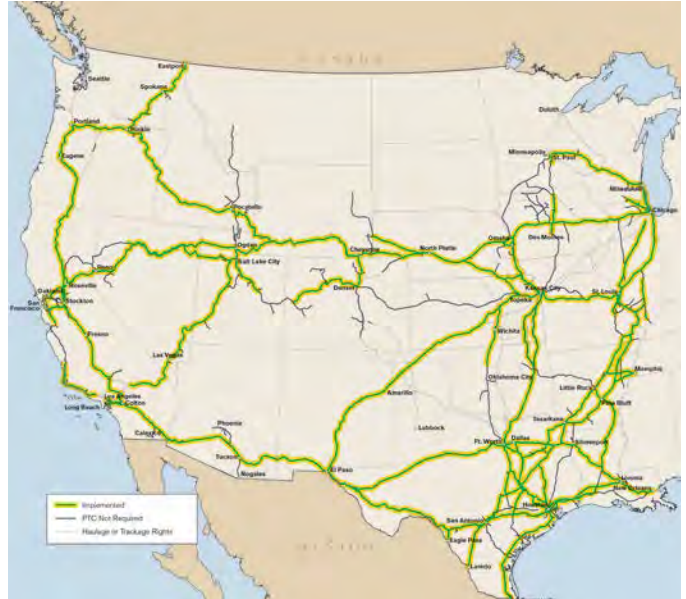 Canada
Eastport
Spokane
Seattle
Portland
Hinkle
Eugene
Duluth
Minneapolis
St. Paul
Milwaukee
Chicago
Pocatello
Ogden
Salt Lake City
Cheyenne
North Platte
Omaha
Des Moines
Reno
Roseville
Oakland
San
Francisco
Stockton
Denver
Kansas City
Topeka
St. Louis
Fresno
Las Vegas
Wichita
Oklahoma City
Amarillo
Memphis
Little Rock
Pine Bluff
Los Angeles
Colton
Long Beach
Calexico
Phoenix
Tucson
Nogales
Lubbock
El Paso
Ft. Worth
Dallas
Texarkana
Shreveport
Livonia
New Orleans
Houston
San Antonio
Eagle Pass
Laredo
Mexico
Implemented
PTC Not Required
Haulage or Trackage Rights